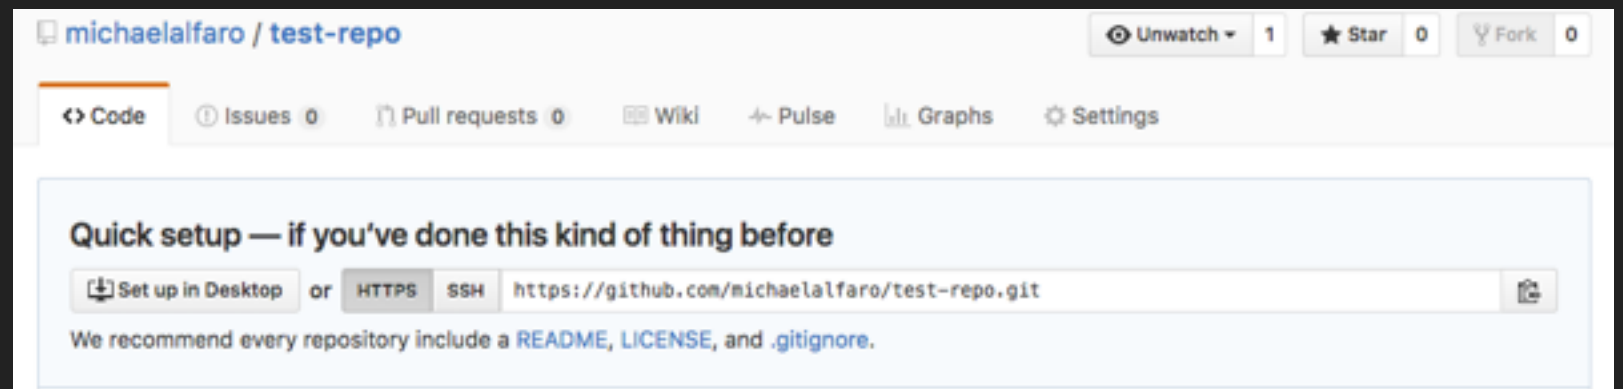 michaelalfaro / test-repo
Unwatch 1 Star 0 Fork 0
Code Issues 0 Pull requests 0 Wiki Pulse Graphs Settings
Quick setup — if you've done this kind of thing before
Set up in Desktop or HTTPS SSH https://github.com/michaelalfaro/test-repo.git
We recommend every repository include a README, LICENSE, and .gitignore.